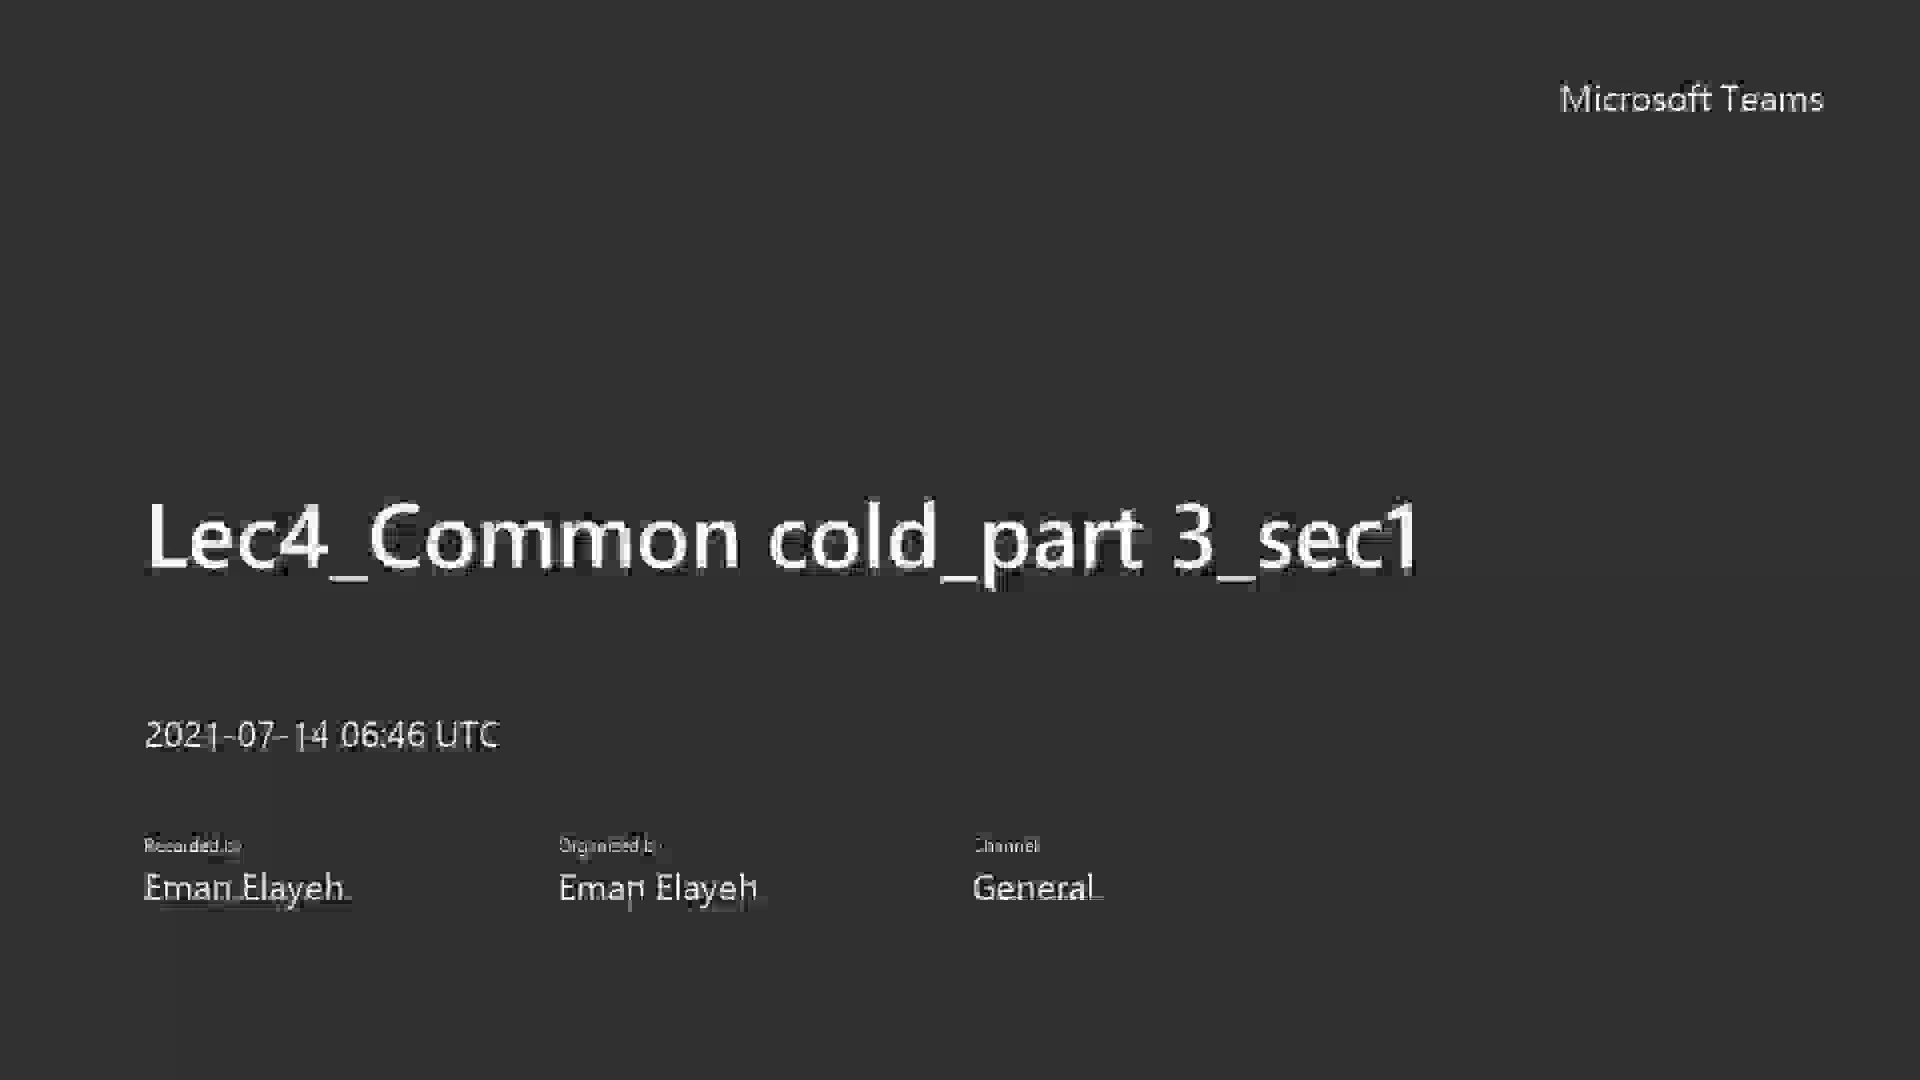 Microsoft Teams
Lec4_Common cold_part 3_sec1
2021-07-14 06:46 UTC
Recorded by
Organized by
Channel
Eman Elayeh
Eman Elayeh
General